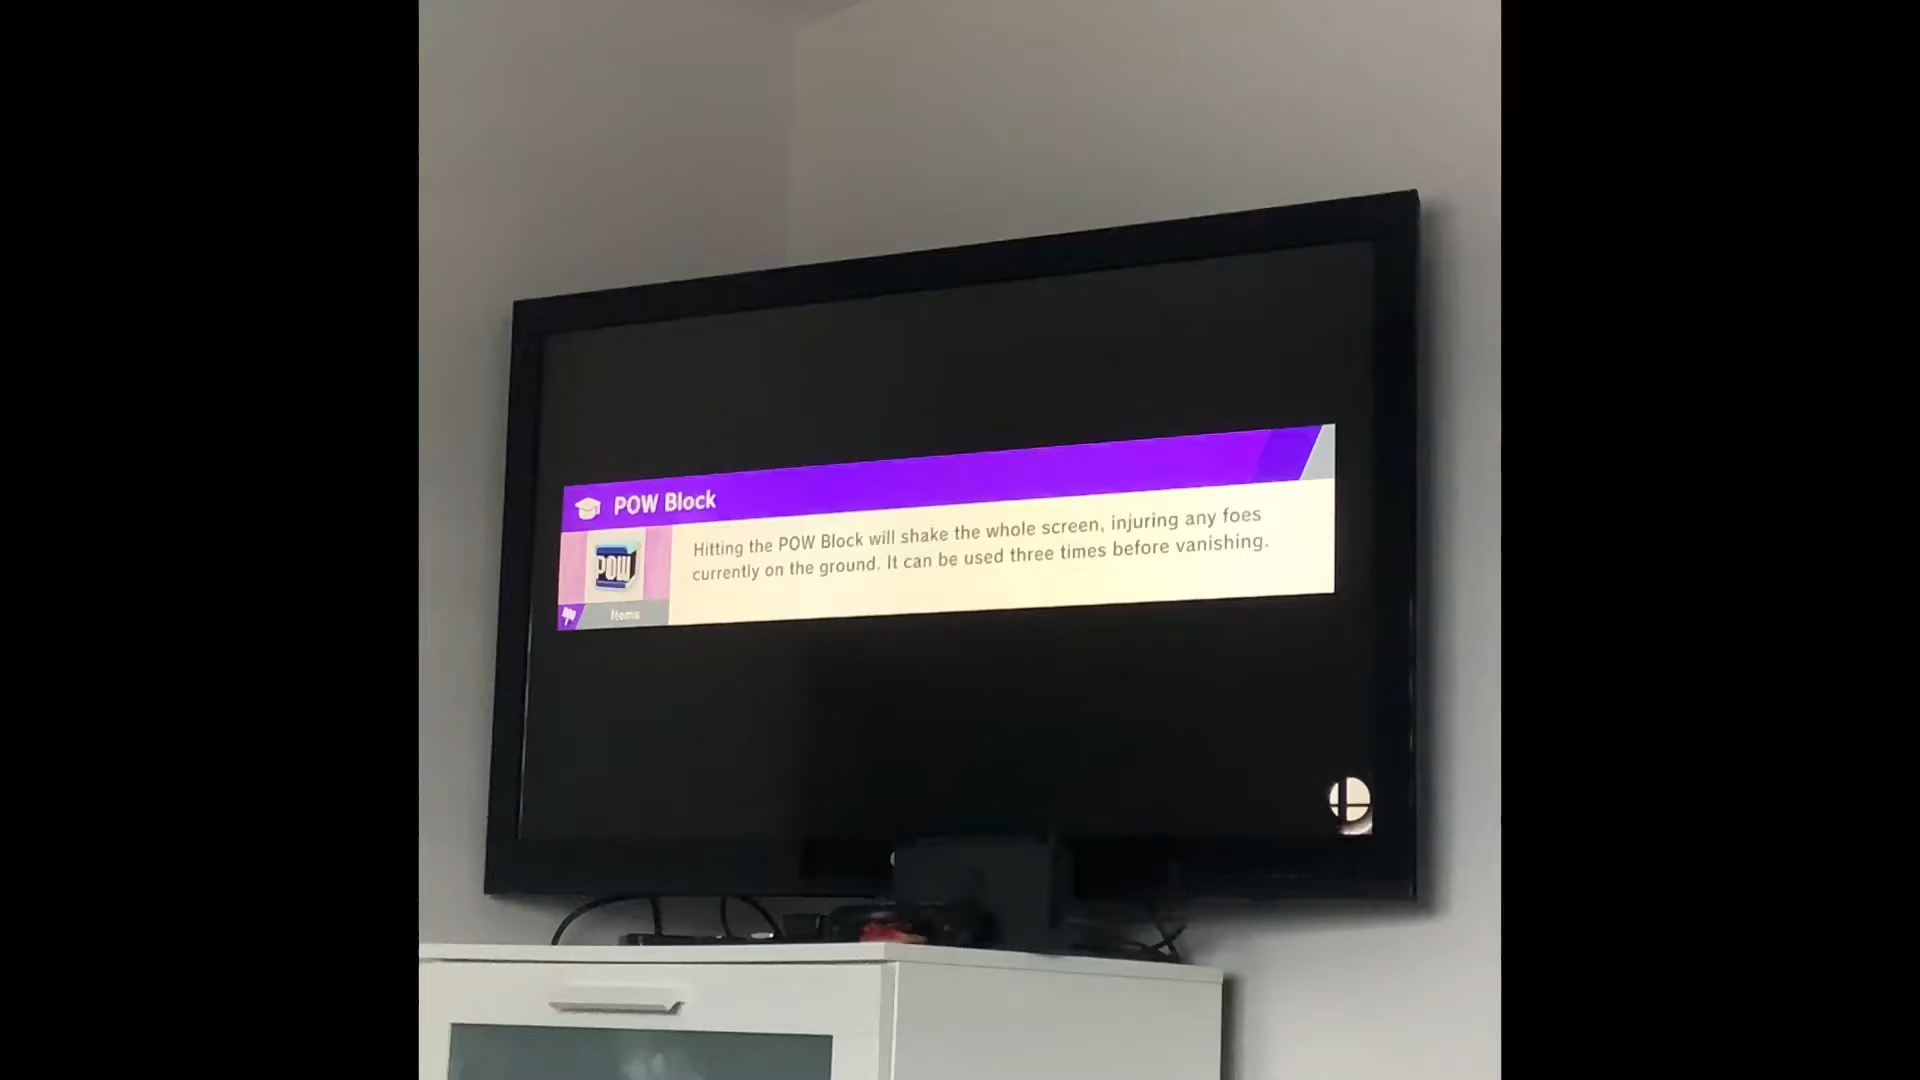 POW Block
Hitting the POW Block will shake the whole screen, injuring any foes
currently on the ground. It can be used three times before vanishing.
POW
Items